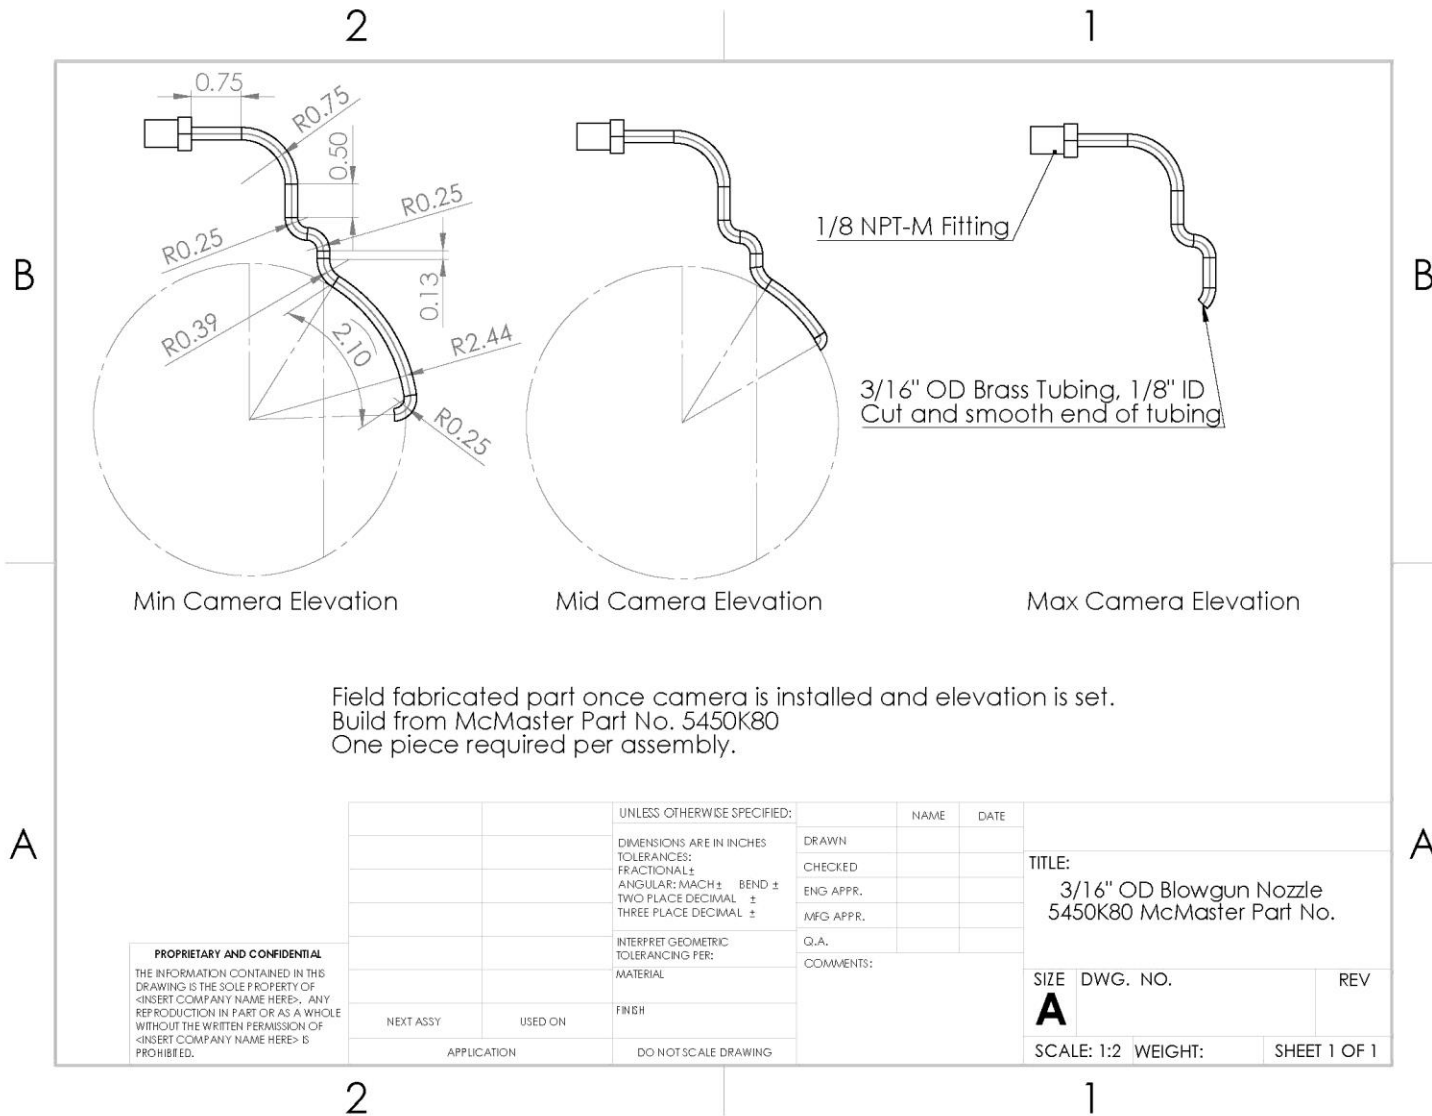 2
1
0.75
R0.75
0.50
R0.25
R0.25
0.13
R0.39
2.10
R2.44
R0.25
1/8 NPT-M Fitting
3/16" OD Brass Tubing, 1/8" ID
Cut and smooth end of tubing
B
B
Min Camera Elevation
Mid Camera Elevation
Max Camera Elevation
Field fabricated part once camera is installed and elevation is set.
Build from McMaster Part No. 5450K80
One piece required per assembly.
A
A
PROPRIETARY AND CONFIDENTIAL
THE INFORMATION CONTAINED IN THIS
DRAWING IS THE SOLE PROPERTY OF
<INSERT COMPANY NAME HERE>. ANY
REPRODUCTION IN PART OR AS A WHOLE
WITHOUT THE WRITTEN PERMISSION OF
<INSERT COMPANY NAME HERE> IS
PROHIBITED.
NEXT ASSY
USED ON
APPLICATION
UNLESS OTHERWISE SPECIFIED:
DIMENSIONS ARE IN INCHES
TOLERANCES:
FRACTIONAL±
ANGULAR: MACH± BEND ±
TWO PLACE DECIMAL ±
THREE PLACE DECIMAL ±
INTERPRET GEOMETRIC
TOLERANCING PER:
MATERIAL
FINISH
DO NOT SCALE DRAWING
NAME
DATE
DRAWN
CHECKED
ENG APPR.
MFG APPR.
Q.A.
COMMENTS:
TITLE:
3/16" OD Blowgun Nozzle
5450K80 McMaster Part No.
SIZE
DWG. NO.
REV
A
SCALE: 1:2
WEIGHT:
SHEET 1 OF 1
2
1